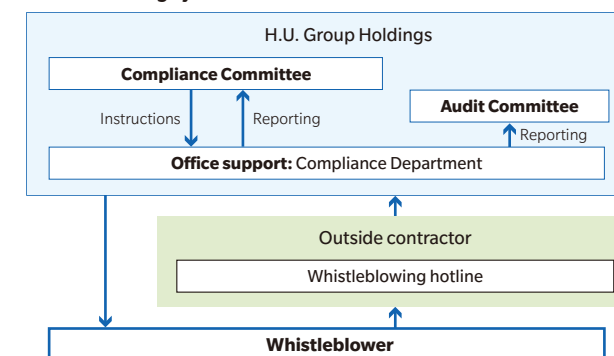 H.U. Group Holdings
Compliance Committee
Audit Committee
Instructions
Reporting
Reporting
Office support: Compliance Department
Outside contractor
Whistleblowing hotline
Whistleblower